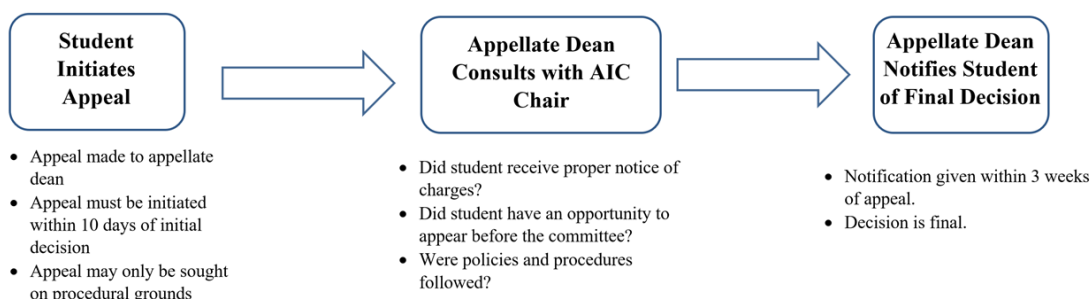 Student
Initiates
Appeal
Appellate Dean
Consults with AIC
Chair
Appellate Dean
Notifies Student
of Final Decision
• Appeal made to appellate
dean
• Appeal must be initiated
within 10 days of initial
decision
• Appeal may only be sought
on procedural grounds
• Did student receive proper notice of
charges?
• Did student have an opportunity to
appear before the committee?
• Were policies and procedures
followed?
• Notification given within 3 weeks
of appeal.
• Decision is final.